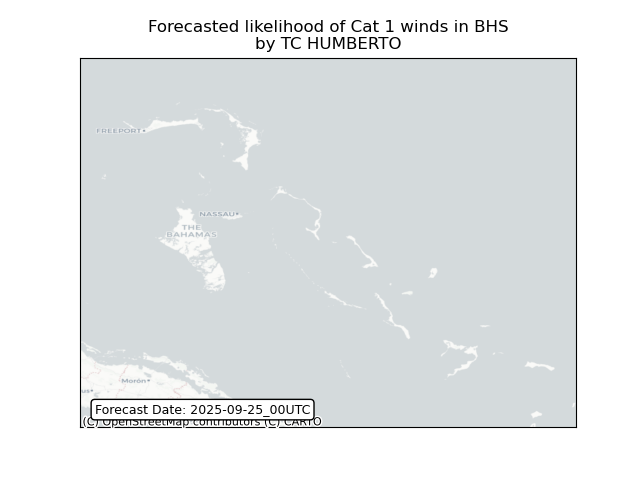 Forecasted likelihood of Cat 1 winds in BHS
by TC HUMBERTO
FREEPORT
NASSAU
THE
BAHAMAS
Morón
us
Forecast Date: 2025-09-25_00UTC
(C) OpenStreetMap contributors (C) CARTO